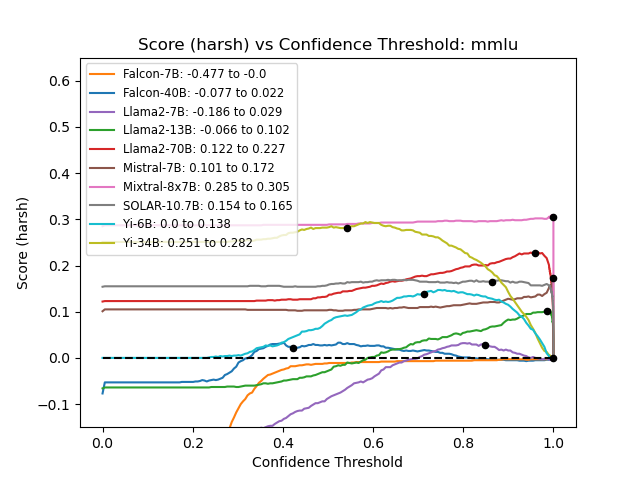 Score (harsh) vs Confidence Threshold: mmlu
Score (harsh)
0.6
0.5
0.4
0.3
0.2
0.1
0.0
−0.1
Falcon-7B: -0.477 to -0.0
Falcon-40B: -0.077 to 0.022
Llama2-7B: -0.186 to 0.029
Llama2-13B: -0.066 to 0.102
Llama2-70B: 0.122 to 0.227
Mistral-7B: 0.101 to 0.172
Mixtral-8x7B: 0.285 to 0.305
SOLAR-10.7B: 0.154 to 0.165
Yi-6B: 0.0 to 0.138
Yi-34B: 0.251 to 0.282
0.0 0.2 0.4 0.6 0.8 1.0
Confidence Threshold